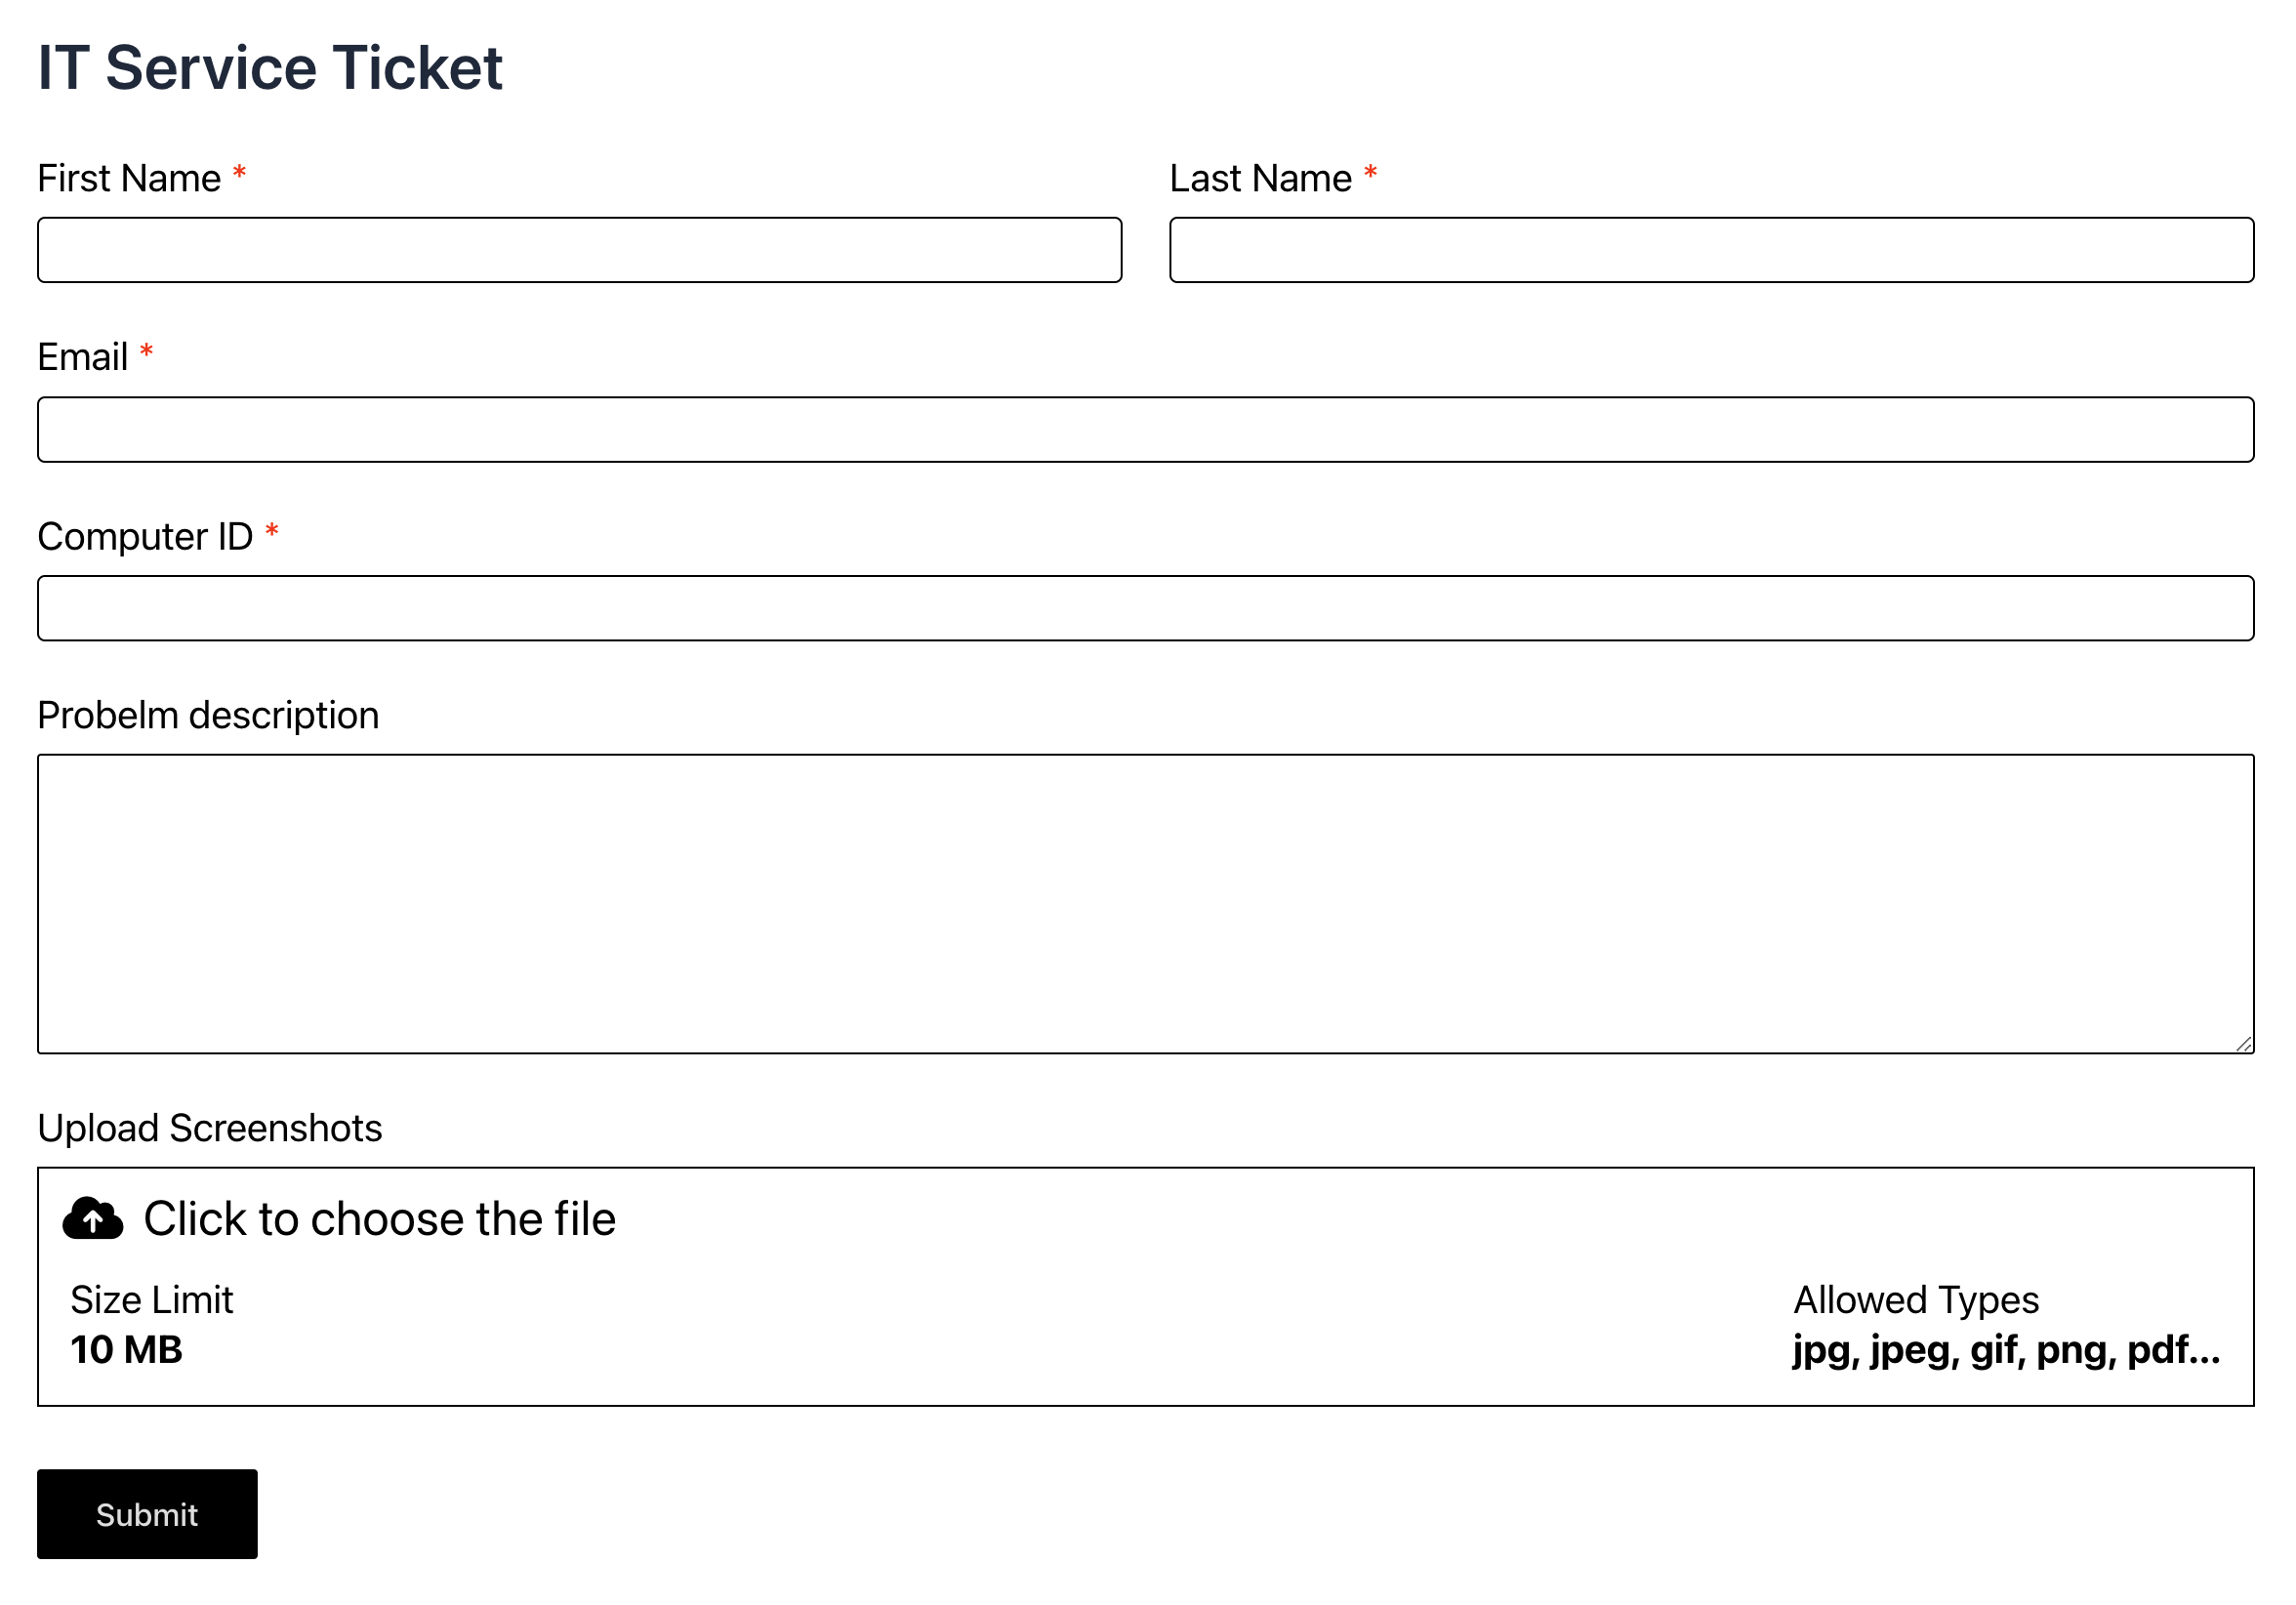 IT Service Ticket
First Name *
Last Name *
Email *
Computer ID *
Probelm description
Upload Screenshots
Click to choose the file
Size Limit
10 MB
Allowed Types
jpg, jpeg, gif, png, pdf...
Submit